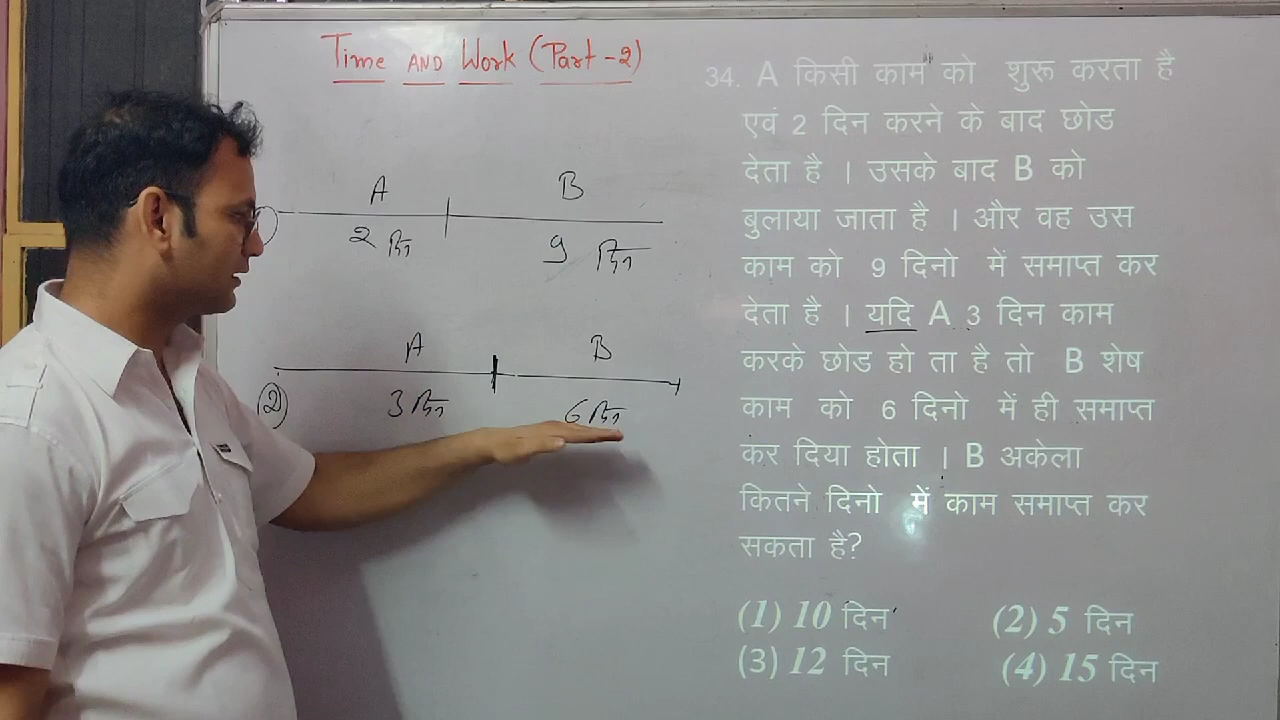 Time AND Work (Part-2)
A B
2 दिन 9 दिन
A B
(2) 3 दिन 6 दिन
34. A किसी काम को शुरू करता है
एवं 2 दिन करने के बाद छोड
देता है । उसके बाद B को
बुलाया जाता है । और वह उस
काम को 9 दिनो में समाप्त कर
देता है । यदि A 3 दिन काम
करके छोड हो ता है तो B शेष
काम को 6 दिनो में ही समाप्त
कर दिया होता । B अकेला
कितने दिनो में काम समाप्त कर
सकता है?
(1) 10 दिन (2) 5 दिन
(3) 12 दिन (4) 15 दिन